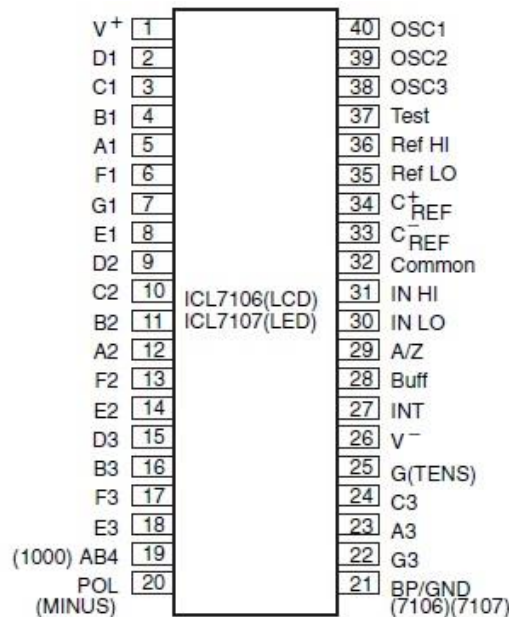 V+ 1 40 OSC1
D1 2 39 OSC2
C1 3 38 OSC3
B1 4 37 Test
A1 5 36 Ref HI
F1 6 35 Ref LO
G1 7 34 C+REF
E1 8 33 C−REF
D2 9 32 Common
C2 10 ICL7106(LCD) 31 IN HI
B2 11 ICL7107(LED) 30 IN LO
A2 12 29 A/Z
F2 13 28 Buff
E2 14 27 INT
D3 15 26 V−
B3 16 25 G(TENS)
F3 17 24 C3
E3 18 23 A3
(1000) AB4 19 22 G3
POL 20 21 BP/GND
(MINUS) (7106)(7107)